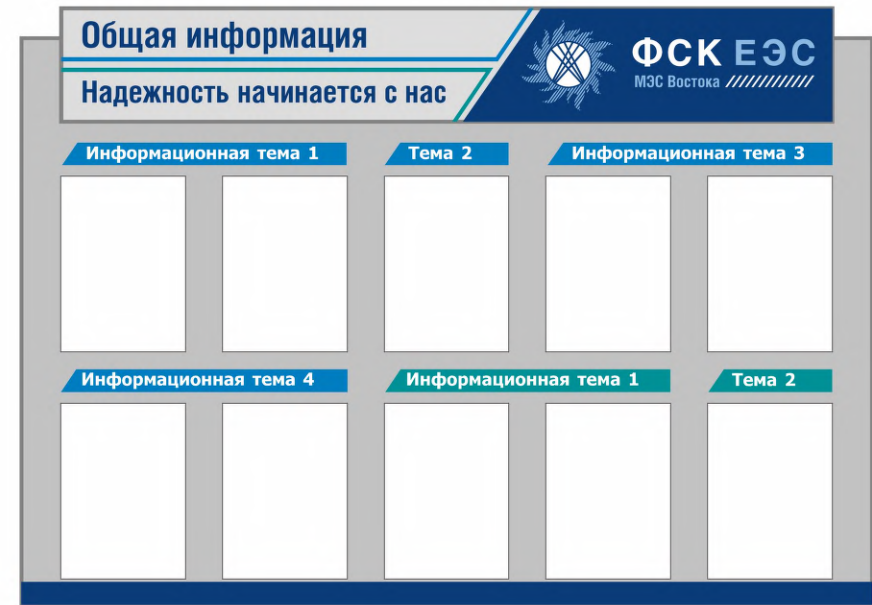 Общая информация
Надежность начинается с нас
ФСК ЕЭС
МЭС Востока
Информационная тема 1
Тема 2
Информационная тема 3
Информационная тема 4
Информационная тема 1
Тема 2